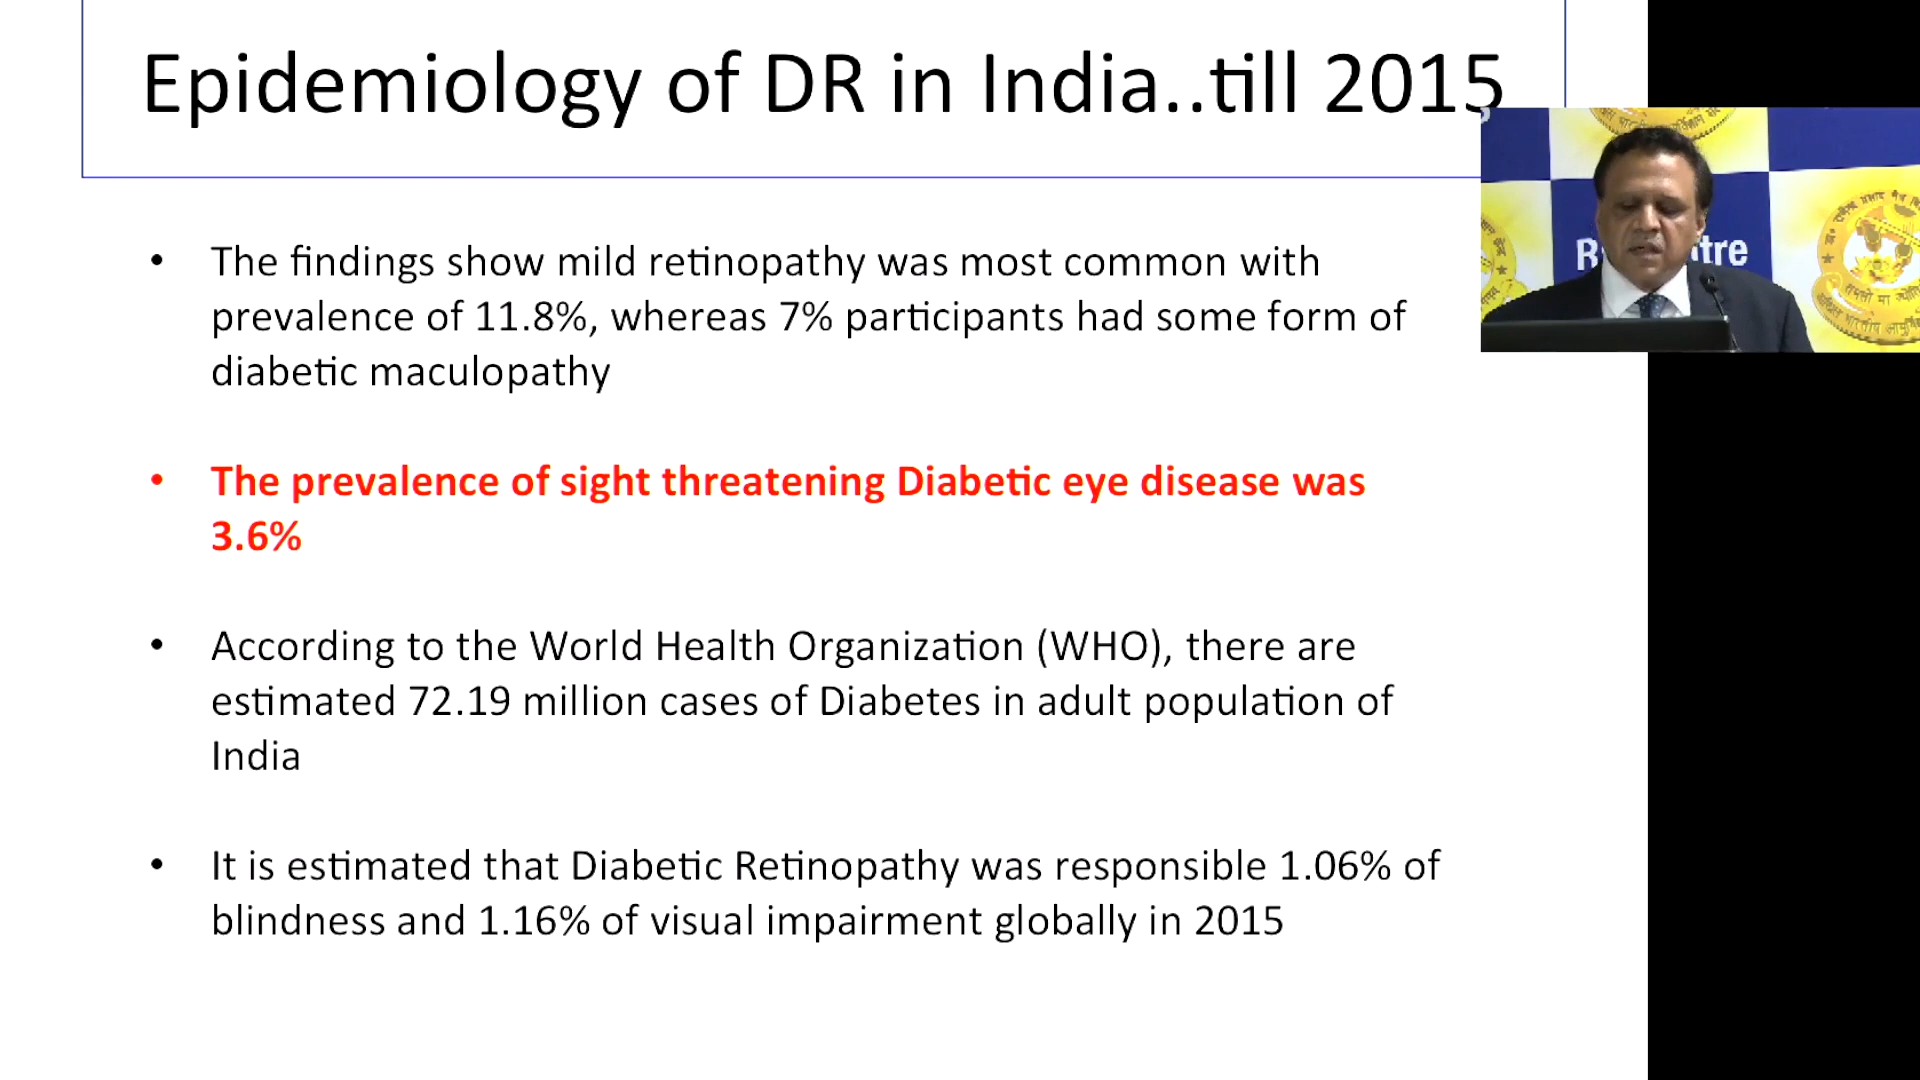 Epidemiology of DR in India..till 2015
• The findings show mild retinopathy was most common with
prevalence of 11.8%, whereas 7% participants had some form of
diabetic maculopathy
• The prevalence of sight threatening Diabetic eye disease was
3.6%
• According to the World Health Organization (WHO), there are
estimated 72.19 million cases of Diabetes in adult population of
India
• It is estimated that Diabetic Retinopathy was responsible 1.06% of
blindness and 1.16% of visual impairment globally in 2015